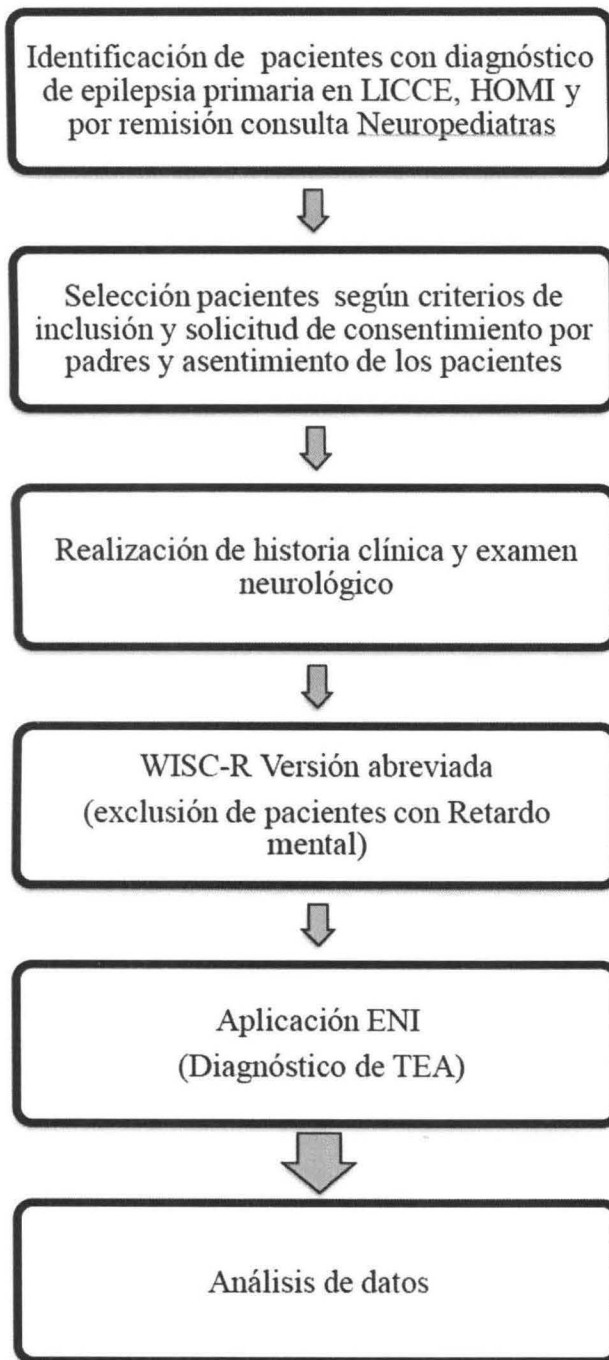 Identificación de pacientes con diagnóstico
de epilepsia primaria en LICCE, HOMI y
por remisión consulta Neuropediatras
Selección pacientes según criterios de
inclusión y solicitud de consentimiento por
padres y asentimiento de los pacientes
Realización de historia clínica y examen
neurológico
WISC-R Versión abreviada
(exclusión de pacientes con Retardo
mental)
Aplicación ENI
(Diagnóstico de TEA)
Análisis de datos